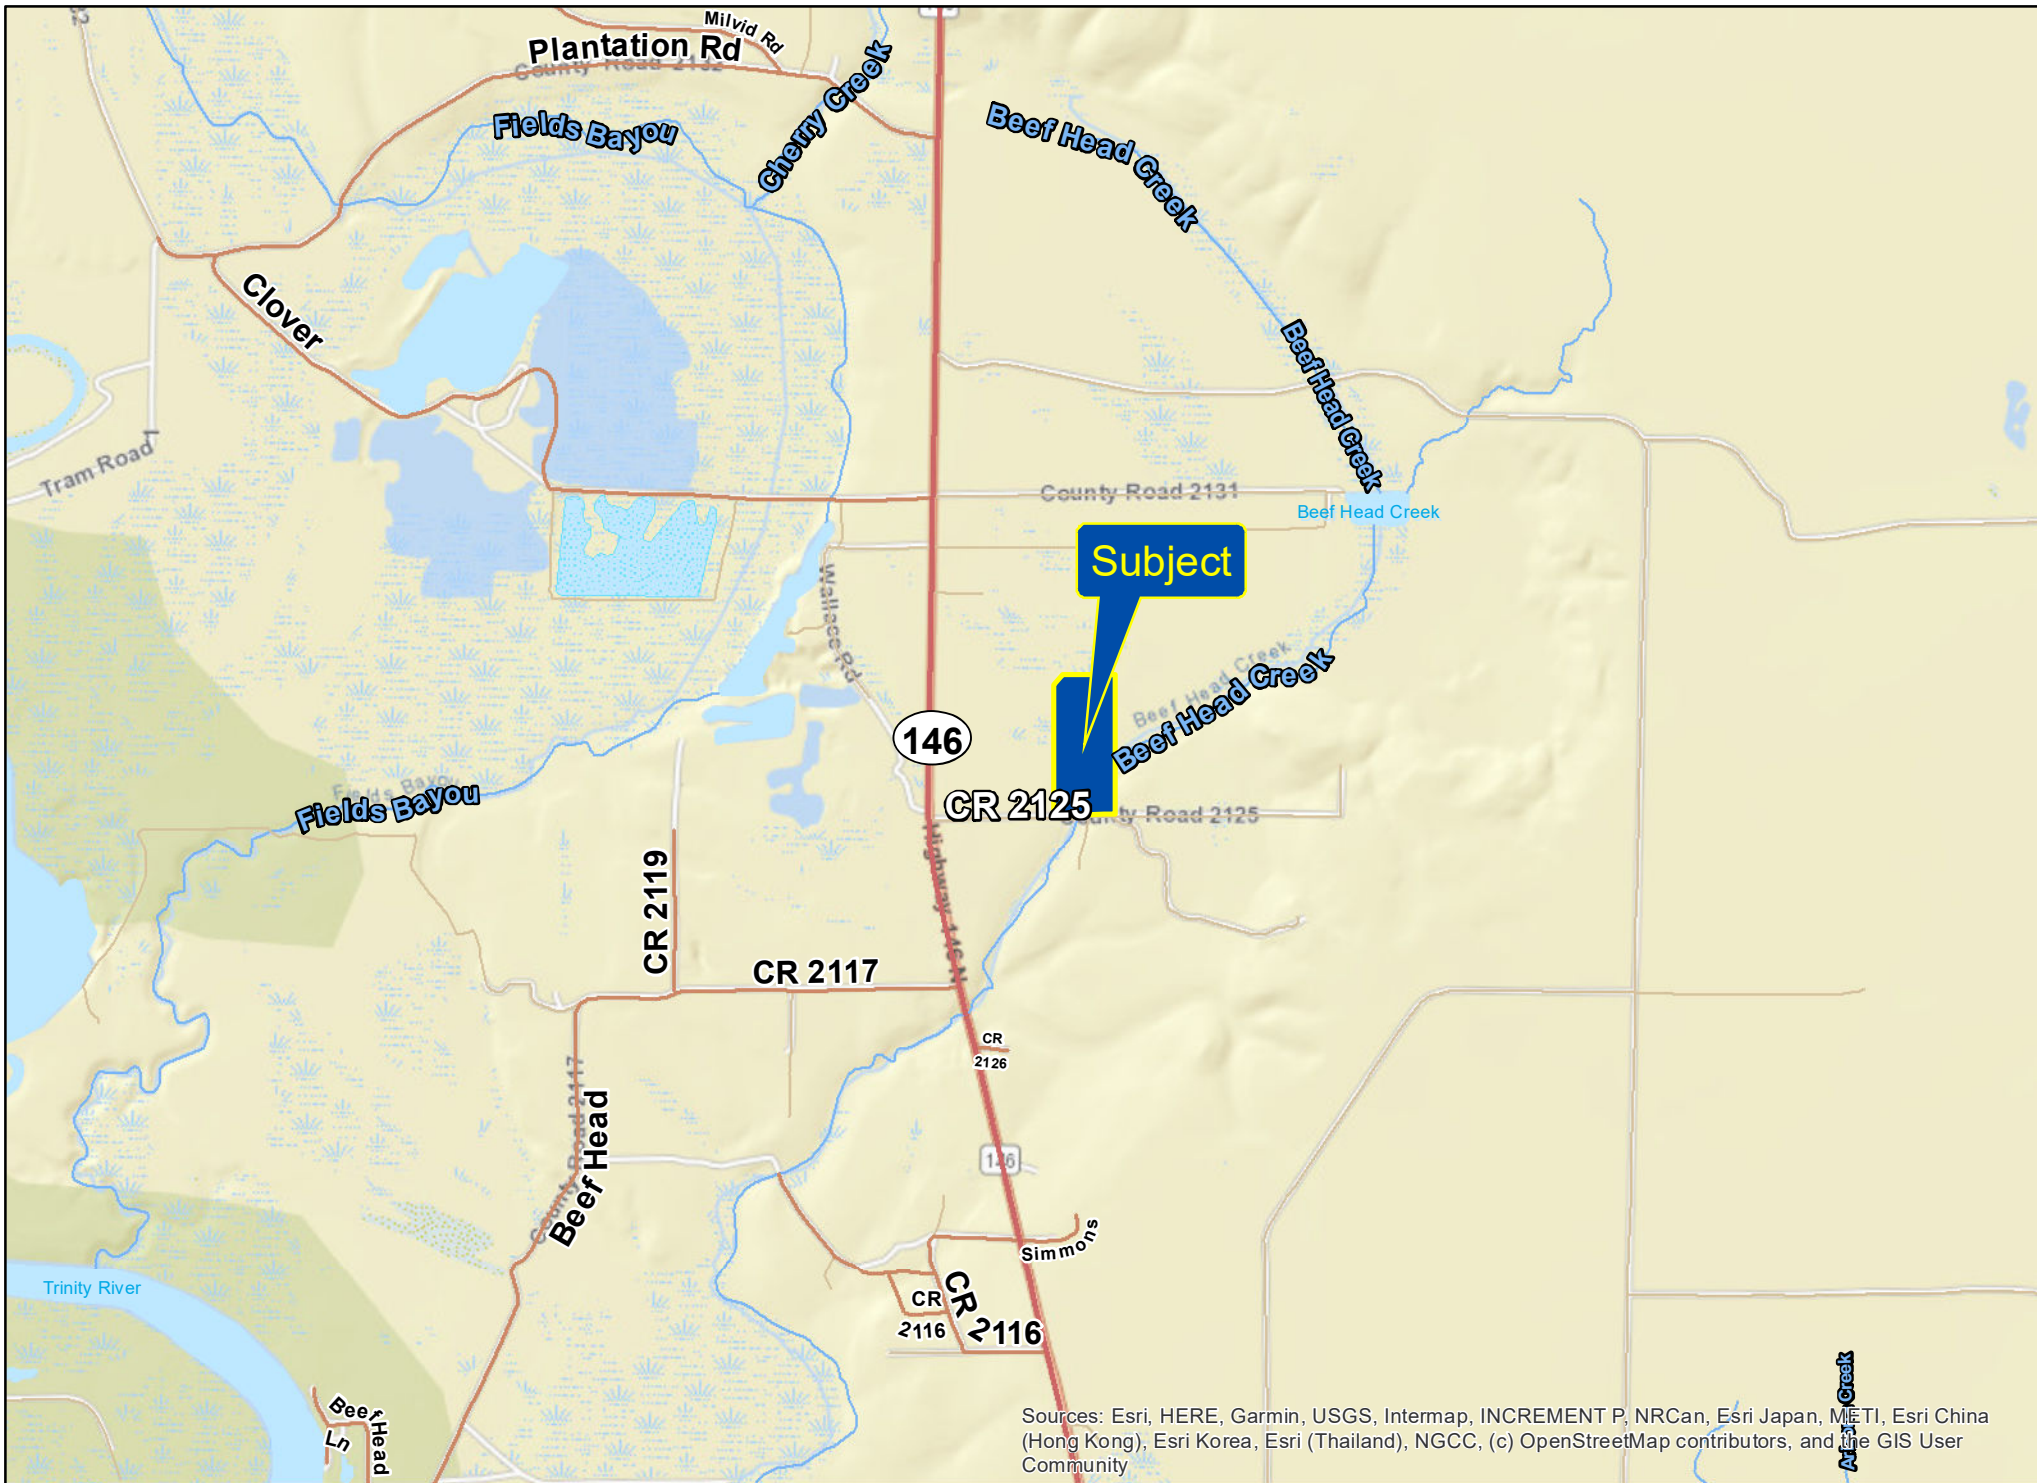 Milvid Rd
Plantation Rd
County Road 2132
Cherry Creek
Fields Bayou
Beef Head Creek
Clover
Beef Head Creek
Tram Road 1
County Road 2131
Beef Head Creek
Subject
Wallace Rd
Beef Head Creek
Beef Head Creek
146
Fields Bayou
Fields Bayou
CR 2125
County Road 2125
Highway 146 N
CR 2119
CR 2117
CR
2126
County Road 2117
Beef Head
146
Simmons
Trinity River
CR
2116
CR 2116
Beef Head
Ln
Creek
Sources: Esri, HERE, Garmin, USGS, Intermap, INCREMENT P, NRCan, Esri Japan, METI, Esri China
(Hong Kong), Esri Korea, Esri (Thailand), NGCC, (c) OpenStreetMap contributors, and the GIS User
Community